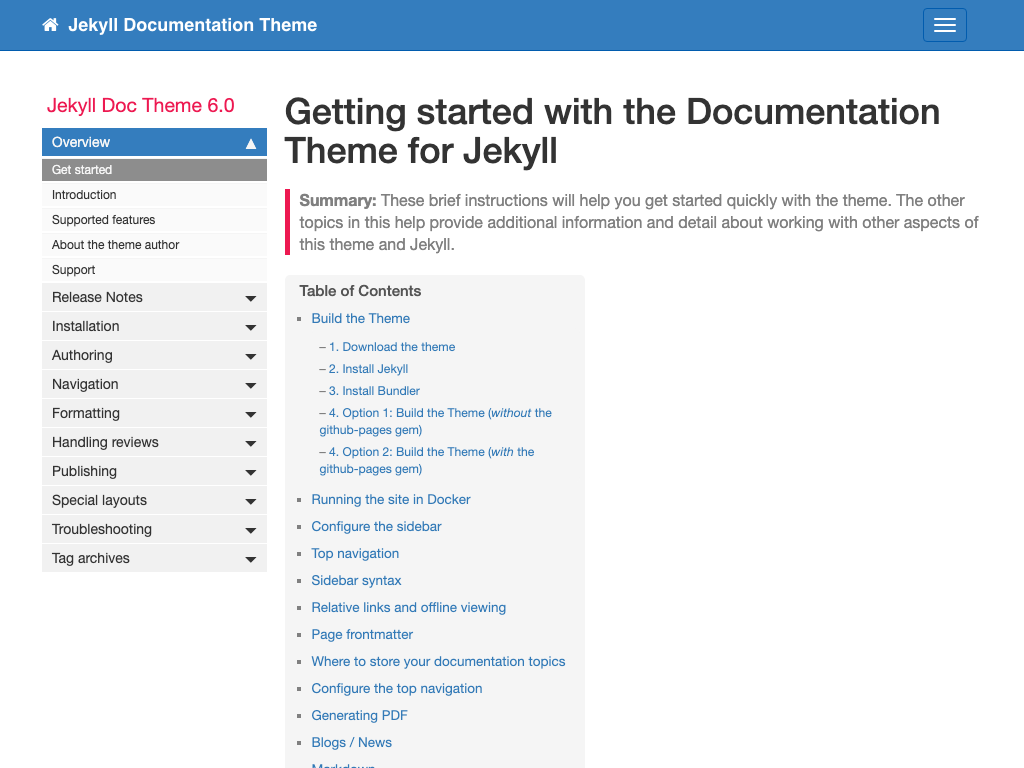 Jekyll Documentation Theme
Jekyll Doc Theme 6.0
Overview
Get started
Introduction
Supported features
About the theme author
Support
Release Notes
Installation
Authoring
Navigation
Formatting
Handling reviews
Publishing
Special layouts
Troubleshooting
Tag archives
Getting started with the Documentation
Theme for Jekyll
Summary: These brief instructions will help you get started quickly with the theme. The other
topics in this help provide additional information and detail about working with other aspects of
this theme and Jekyll.
Table of Contents
Build the Theme
– 1. Download the theme
– 2. Install Jekyll
– 3. Install Bundler
– 4. Option 1: Build the Theme (without the
github-pages gem)
– 4. Option 2: Build the Theme (with the
github-pages gem)
Running the site in Docker
Configure the sidebar
Top navigation
Sidebar syntax
Relative links and offline viewing
Page frontmatter
Where to store your documentation topics
Configure the top navigation
Generating PDF
Blogs / News
Markdown